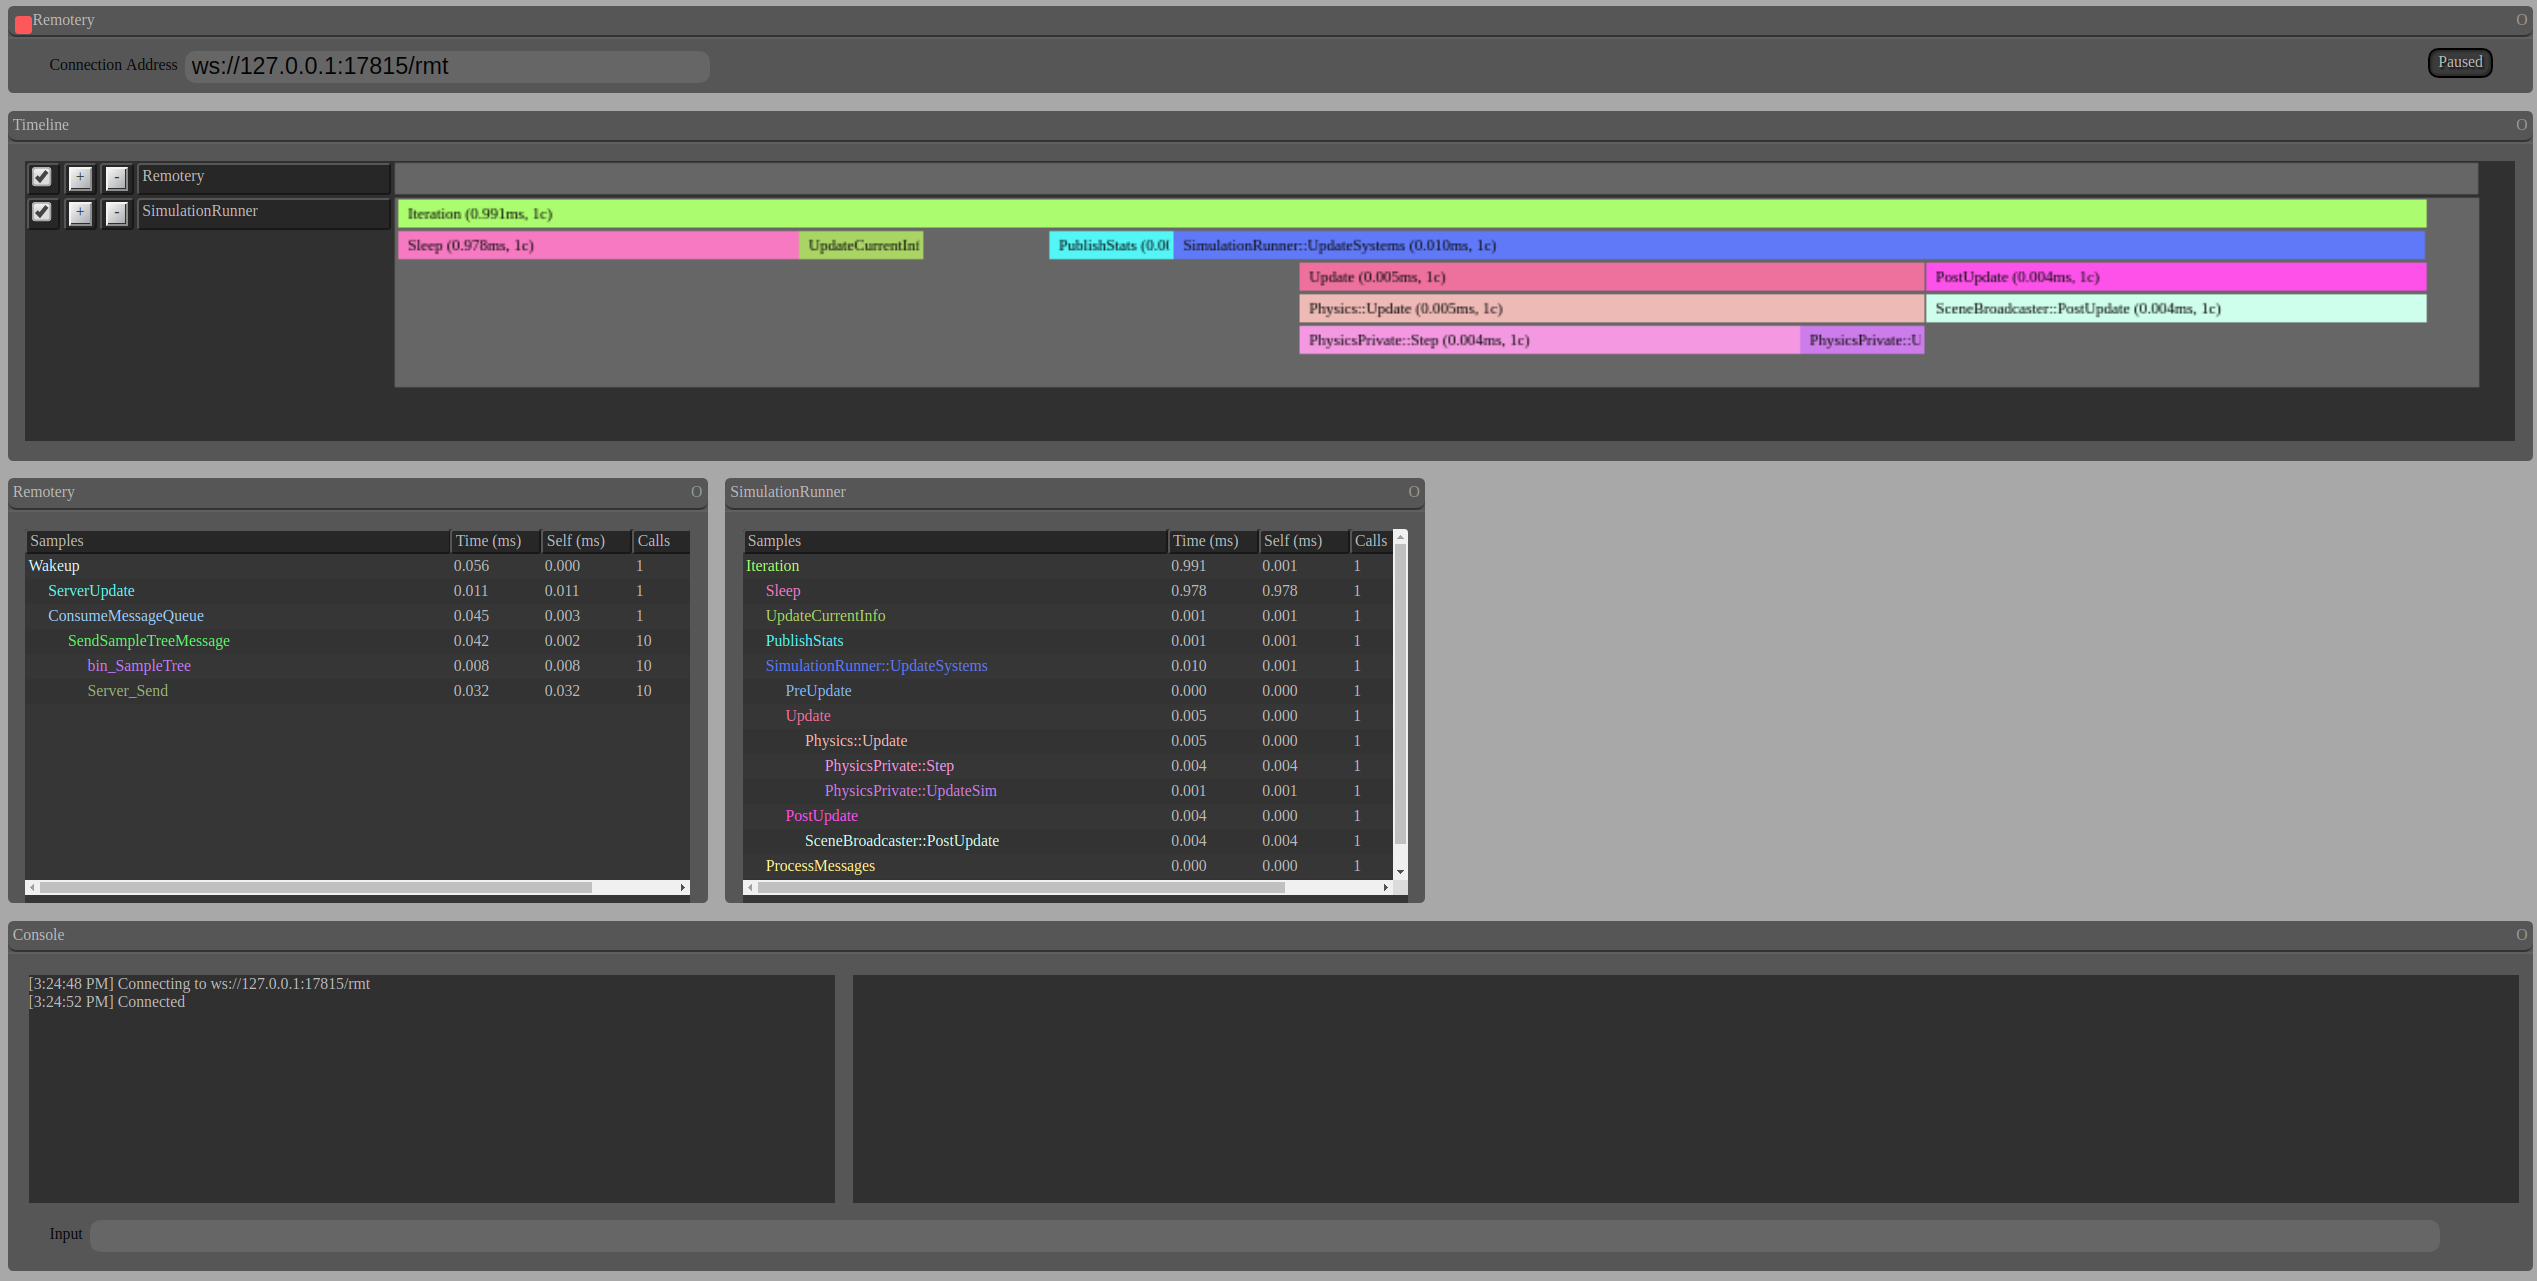 Remotery O
Connection Address ws://127.0.0.1:17815/rmt Paused
Timeline O
+ - Remotery
+ - SimulationRunner Iteration (0.991ms, 1c)
Sleep (0.978ms, 1c) UpdateCurrentInf PublishStats (0.00 SimulationRunner::UpdateSystems (0.010ms, 1c)
Update (0.005ms, 1c) PostUpdate (0.004ms, 1c)
Physics::Update (0.005ms, 1c) SceneBroadcaster::PostUpdate (0.004ms, 1c)
PhysicsPrivate::Step (0.004ms, 1c) PhysicsPrivate::U
Remotery O
Samples Time (ms) Self (ms) Calls
Wakeup 0.056 0.000 1
ServerUpdate 0.011 0.011 1
ConsumeMessageQueue 0.045 0.003 1
SendSampleTreeMessage 0.042 0.002 10
bin_SampleTree 0.008 0.008 10
Server_Send 0.032 0.032 10
SimulationRunner O
Samples Time (ms) Self (ms) Calls
Iteration 0.991 0.001 1
Sleep 0.978 0.978 1
UpdateCurrentInfo 0.001 0.001 1
PublishStats 0.001 0.001 1
SimulationRunner::UpdateSystems 0.010 0.001 1
PreUpdate 0.000 0.000 1
Update 0.005 0.000 1
Physics::Update 0.005 0.000 1
PhysicsPrivate::Step 0.004 0.004 1
PhysicsPrivate::UpdateSim 0.001 0.001 1
PostUpdate 0.004 0.000 1
SceneBroadcaster::PostUpdate 0.004 0.004 1
ProcessMessages 0.000 0.000 1
Console O
[3:24:48 PM] Connecting to ws://127.0.0.1:17815/rmt
[3:24:52 PM] Connected
Input